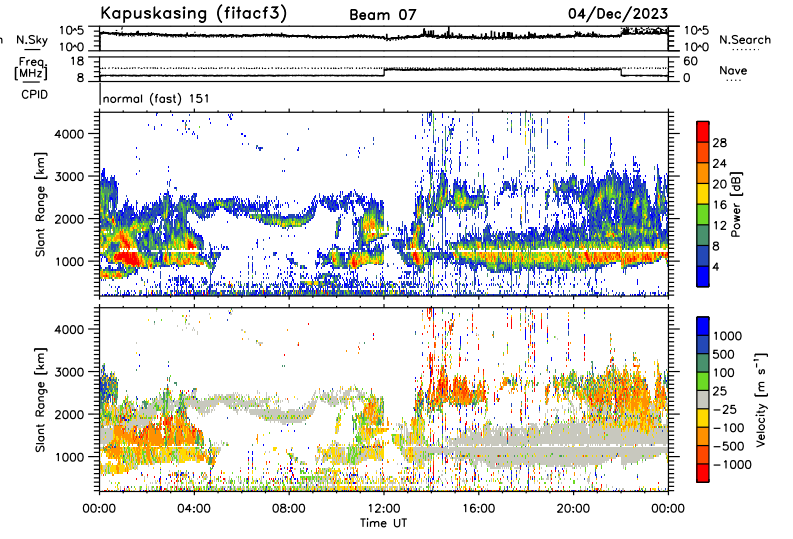 Kapuskasing (fitacf3) Beam 07 04/Dec/2023
N.Sky 10^5 10^0 10^5 10^0 N.Search
Freq. [MHz] 18 8 60 0 Nave
CPID normal (fast) 151
Slant Range [km] 4000 3000 2000 1000
28 24 20 16 12 8 4 Power [dB]
Slant Range [km] 4000 3000 2000 1000
1000 500 100 25 -25 -100 -500 -1000 Velocity [m s⁻¹]
00:00 04:00 08:00 12:00 16:00 20:00 00:00
Time UT